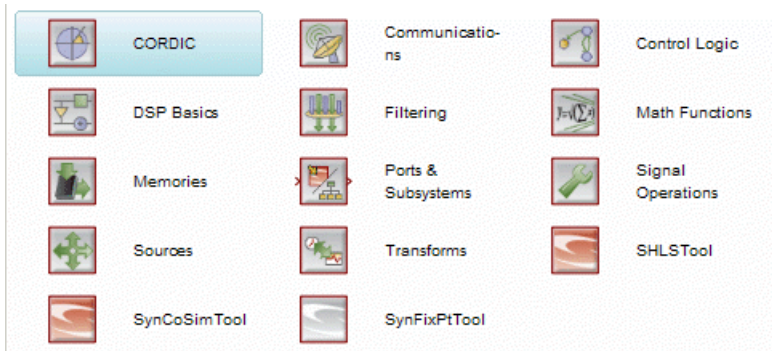 CORDIC
Communicatio-
ns
Control Logic
DSP Basics
Filtering
Math Functions
Memories
Ports &
Subsystems
Signal
Operations
Sources
Transforms
SHLSTool
SynCoSimTool
SynFixPtTool